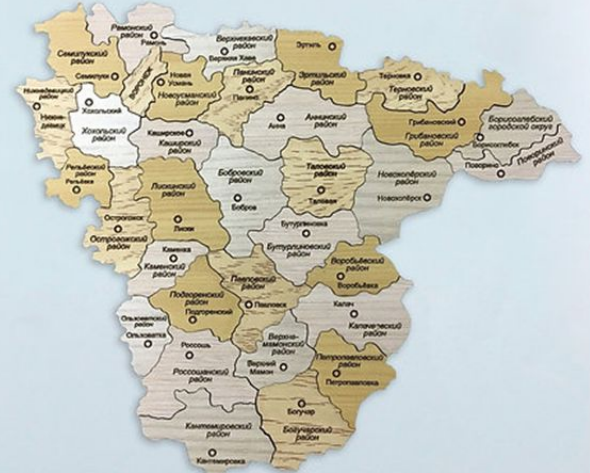 Рамонский
район
Рамонь
Верхнехавский
район
Верхняя Хава
Эртиль
Эртильский
район
Семилукский
район
Семилуки
ВОРОНЕЖ
Новая
Усмань
Новоусманский
район
Панинский
район
Панино
Терновка
Терновский
район
Нижнедевицкий
район
Нижне-
девицк
Хохольский
Хохольский
район
Каширское
Каширский
район
Анна
Аннинский
район
Грибановский
Грибановский
район
Борисоглебский
городской округ
Борисоглебск
Поворино
Поворинский
район
Репьёвский
район
Репьёвка
Лискинский
район
Лиски
Бобровский
район
Бобров
Таловский
район
Таловая
Новохопёрский
район
Новохопёрск
Острогожск
Острогожский
район
Каменка
Каменский
район
Бутурлиновка
Бутурлиновский
район
Воробьёвский
район
Воробьёвка
Подгоренский
район
Подгоренский
Павловский
район
Павловск
Калач
Калачеевский
район
Ольховатский
район
Ольховатка
Россошь
Россошанский
район
Верхне-
мамонский
район
Верхний
Мамон
Петропавловский
район
Петропавловка
Богучар
Богучарский
район
Кантемировский
район
Кантемировка